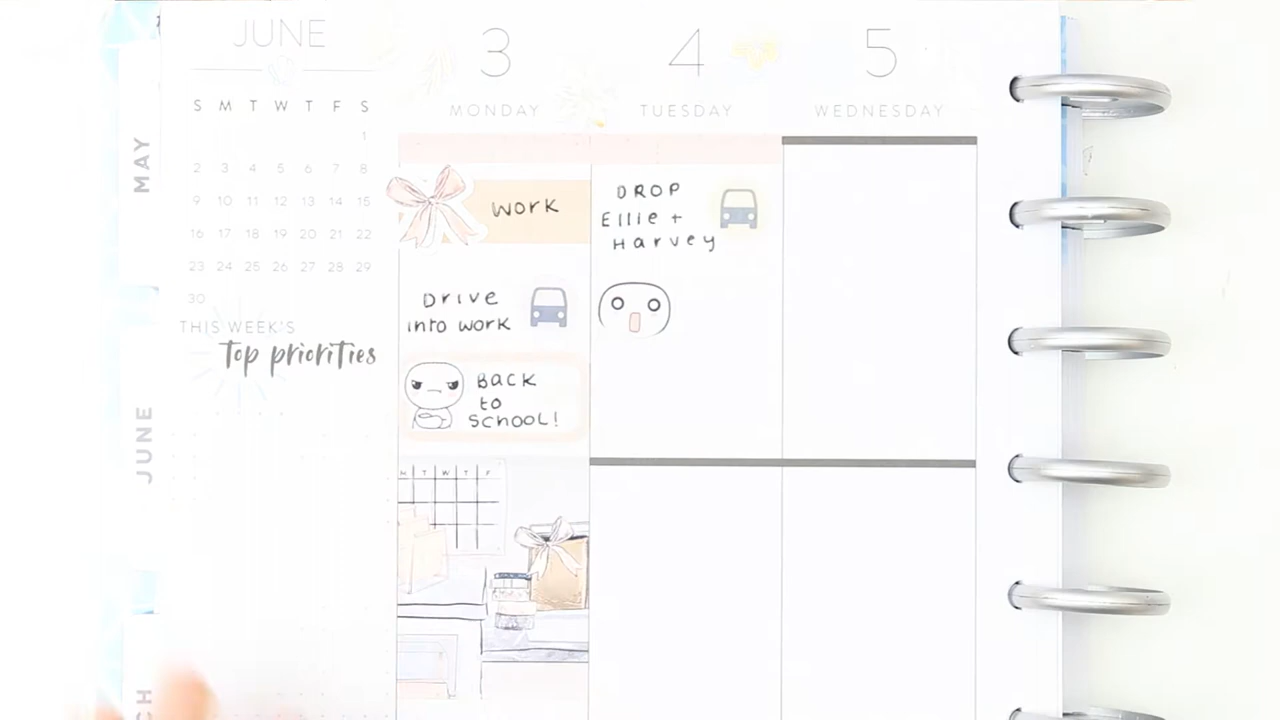 JUNE
S M T W T F S
1
2 3 4 5 6 7 8
9 10 11 12 13 14 15
16 17 18 19 20 21 22
23 24 25 26 27 28 29
30
THIS WEEK'S
top priorities
MAY
JUNE
CH
3
MONDAY
WORK
Drive
into work
BACK
to
SCHOOL!
M T W T F
4
TUESDAY
DROP
Ellie +
Harvey
5
WEDNESDAY